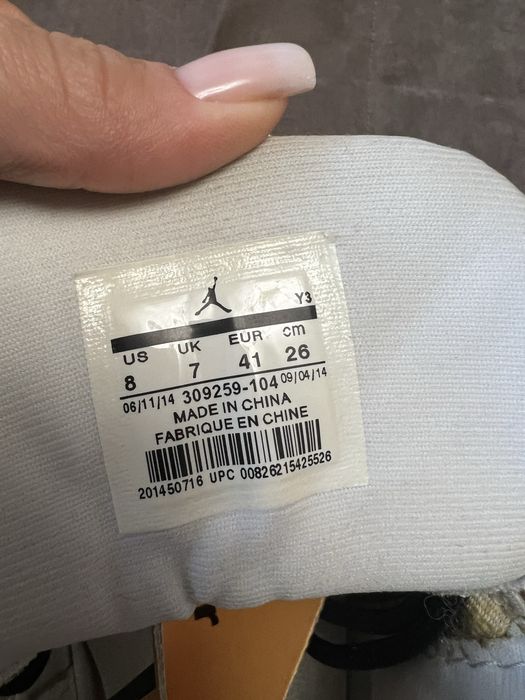 Y3
US UK EUR cm
8 7 41 26
06/11/14 309259-104 09/04/14
MADE IN CHINA
FABRIQUE EN CHINE
201450716 UPC 00826215425526